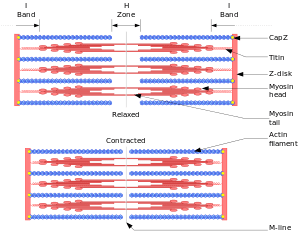 I
Band
H
Zone
I
Band
CapZ
Titin
Z-disk
Myosin
head
Myosin
tail
Relaxed
Actin
filament
Contracted
M-line